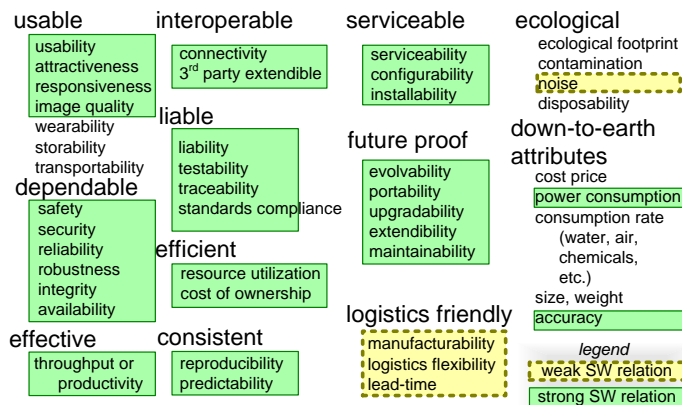 usable
usability
attractiveness
responsiveness
image quality
wearability
storability
transportability
dependable
safety
security
reliability
robustness
integrity
availability
effective
throughput or
productivity
interoperable
connectivity
3rd party extendible
liable
liability
testability
traceability
standards compliance
efficient
resource utilization
cost of ownership
consistent
reproducibility
predictability
serviceable
serviceability
configurability
installability
future proof
evolvability
portability
upgradability
extendibility
maintainability
logistics friendly
manufacturability
logistics flexibility
lead-time
ecological
ecological footprint
contamination
noise
disposability
down-to-earth
attributes
cost price
power consumption
consumption rate
(water, air,
chemicals,
etc.)
size, weight
accuracy
legend
weak SW relation
strong SW relation